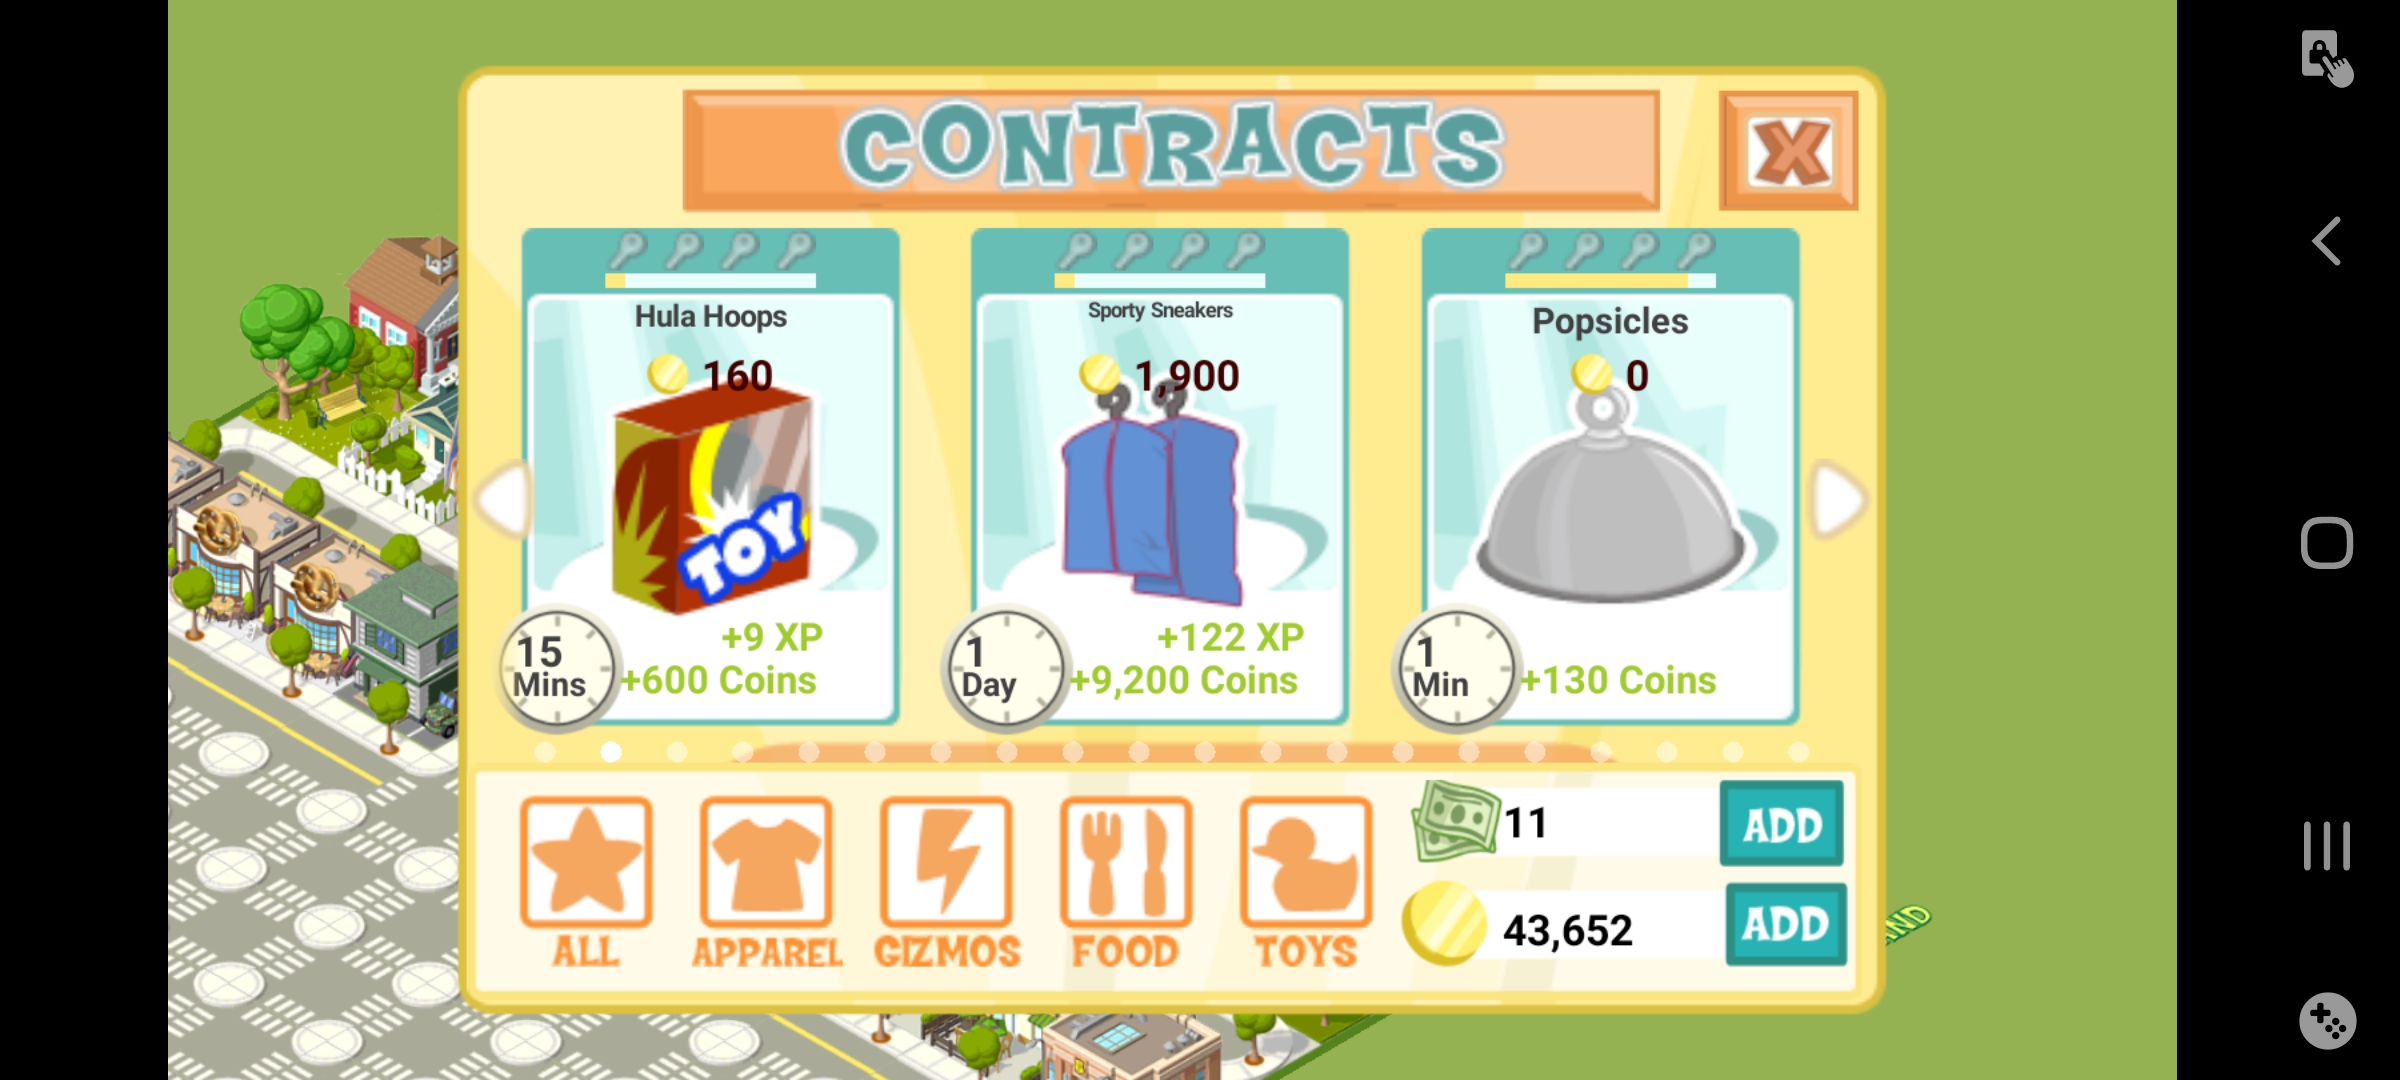 CONTRACTS
X
Hula Hoops
160
TOY
15
Mins
+9 XP
+600 Coins
Sporty Sneakers
1,900
1
Day
+122 XP
+9,200 Coins
Popsicles
0
1
Min
+130 Coins
ALL
APPAREL
GIZMOS
FOOD
TOYS
11
ADD
43,652
ADD